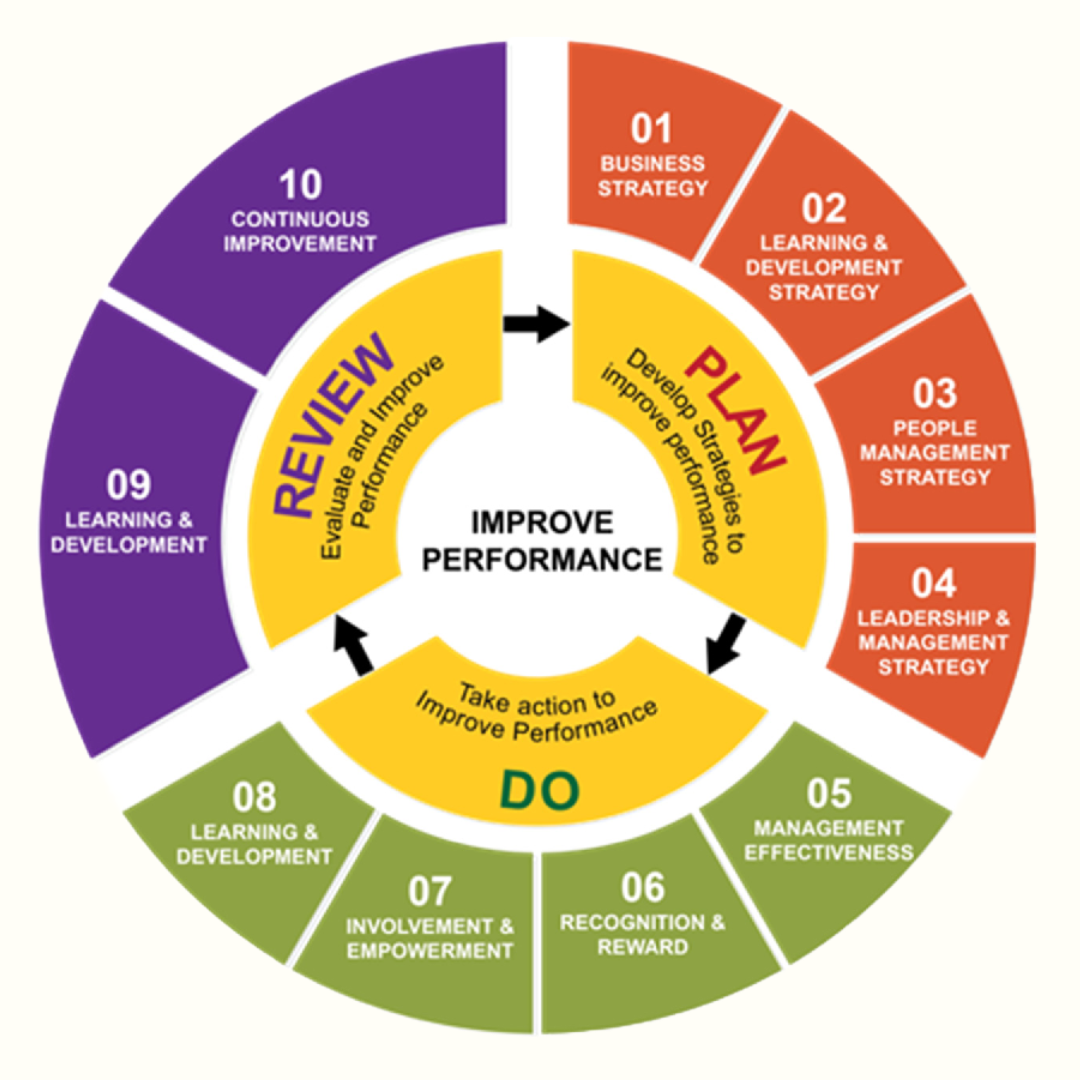 01
BUSINESS
STRATEGY
02
LEARNING &
DEVELOPMENT
STRATEGY
03
PEOPLE
MANAGEMENT
STRATEGY
04
LEADERSHIP &
MANAGEMENT
STRATEGY
05
MANAGEMENT
EFFECTIVENESS
06
RECOGNITION &
REWARD
07
INVOLVEMENT &
EMPOWERMENT
08
LEARNING &
DEVELOPMENT
09
LEARNING &
DEVELOPMENT
10
CONTINUOUS
IMPROVEMENT
PLAN
Develop Strategies to
improve performance
Take action to
Improve Performance
DO
REVIEW
Evaluate and Improve
Performance
IMPROVE
PERFORMANCE